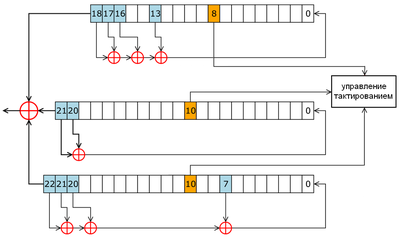 18 17 16 13 8 0
21 20 10 0
управление
тактированием
22 21 20 10 7 0